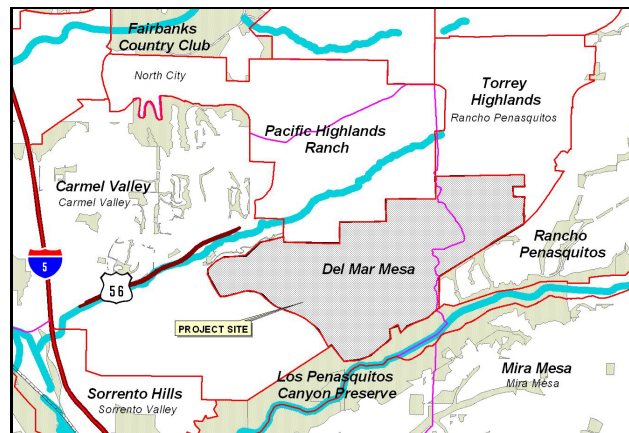 Fairbanks
Country Club
North City
Torrey
Highlands
Rancho Penasquitos
Pacific Highlands
Ranch
Carmel Valley
Carmel Valley
Rancho
Penasquitos
5
Del Mar Mesa
56
PROJECT SITE
Mira Mesa
Mira Mesa
Los Penasquitos
Canyon Preserve
Sorrento Hills
Sorrento Valley